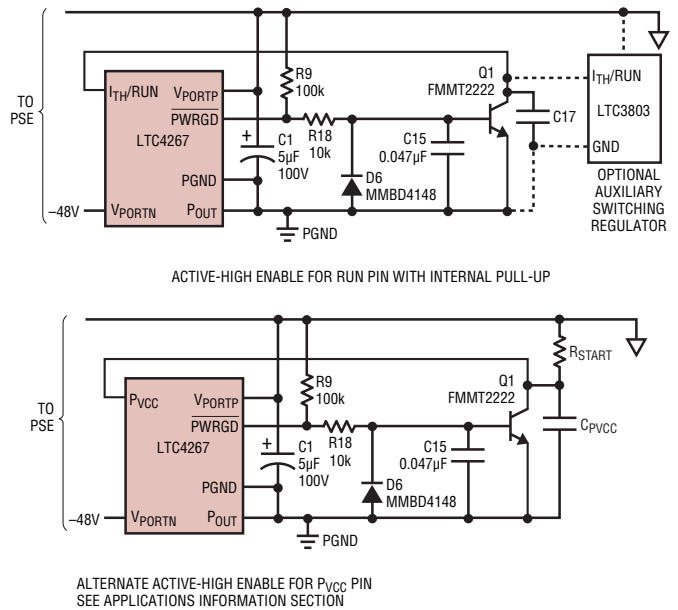 R9
100k
Q1
FMMT2222
ITH/RUN
VPORTP
ITH/RUN
TO
PSE
PWRGD
LTC4267
R18
10k
+
C1
5µF
100V
C15
0.047µF
C17
LTC3803
GND
PGND
D6
MMBD4148
OPTIONAL
AUXILIARY
SWITCHING
REGULATOR
–48V
VPORTN
POUT
PGND
ACTIVE-HIGH ENABLE FOR RUN PIN WITH INTERNAL PULL-UP
RSTART
R9
100k
Q1
FMMT2222
PVCC
VPORTP
TO
PSE
PWRGD
LTC4267
R18
10k
+
C1
5µF
100V
C15
0.047µF
CPVCC
PGND
D6
MMBD4148
–48V
VPORTN
POUT
PGND
ALTERNATE ACTIVE-HIGH ENABLE FOR PVCC PIN
SEE APPLICATIONS INFORMATION SECTION